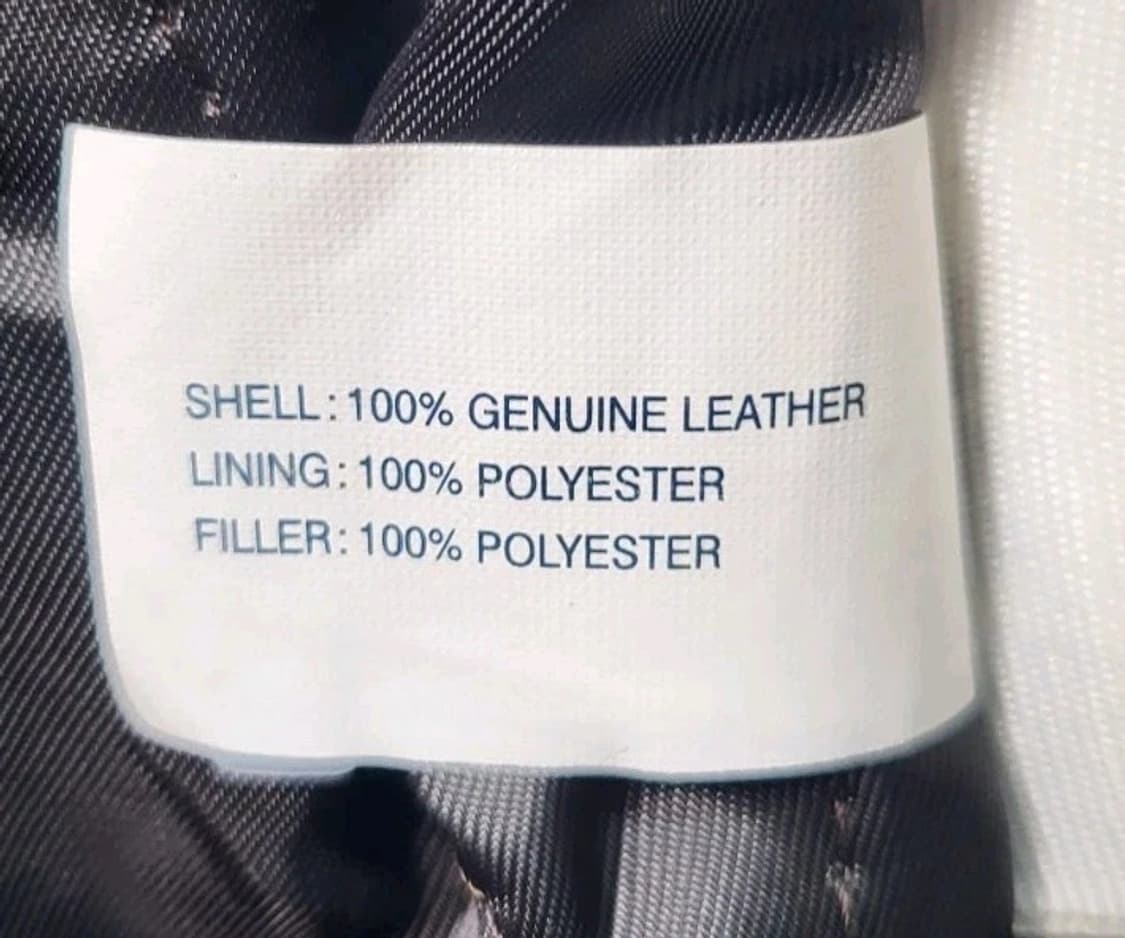 SHELL: 100% GENUINE LEATHER
LINING: 100% POLYESTER
FILLER: 100% POLYESTER